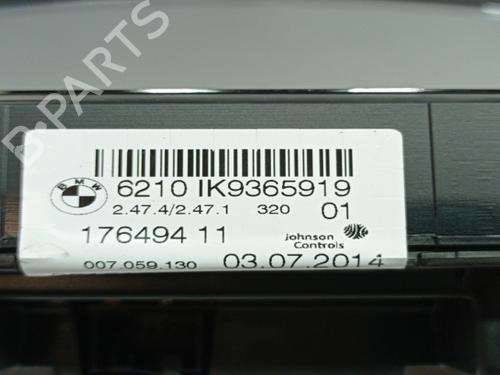 BMW
6210 IK9365919
2.47.4/2.47.1 320 01
176494 11
Johnson Controls
007.059.130 03.07.2014
B-PARTS